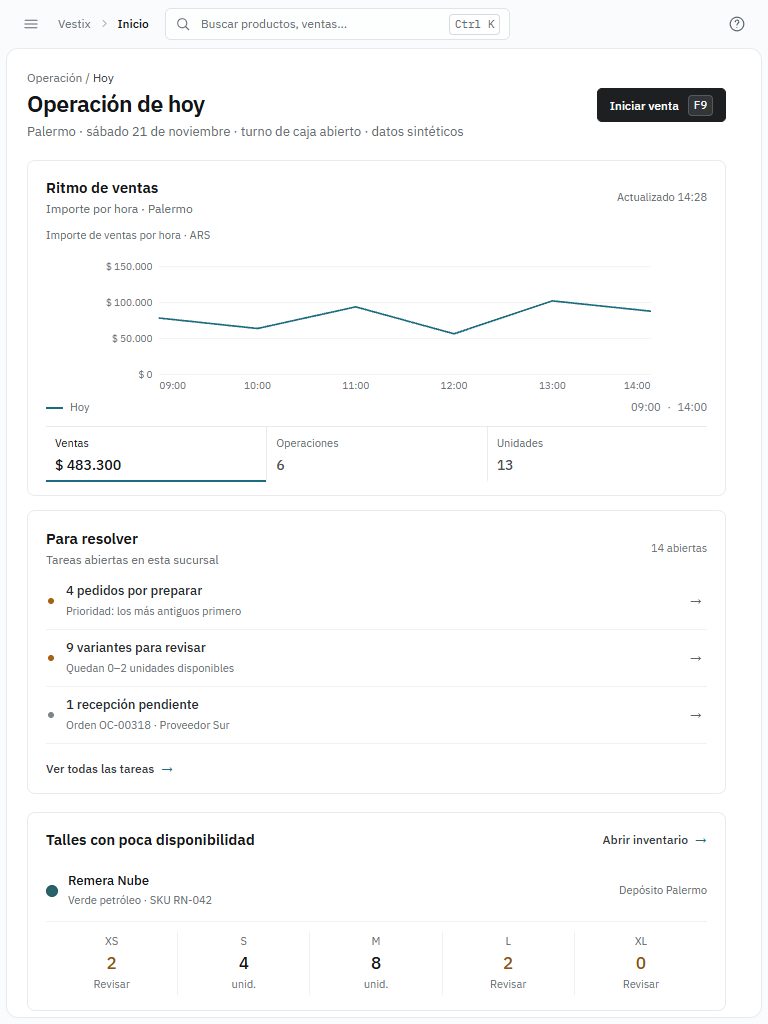 Vestix > Inicio
Buscar productos, ventas... Ctrl K
Operación / Hoy
Operación de hoy
Iniciar venta F9
Palermo · sábado 21 de noviembre · turno de caja abierto · datos sintéticos
Ritmo de ventas
Actualizado 14:28
Importe por hora · Palermo
Importe de ventas por hora · ARS
$ 150.000
$ 100.000
$ 50.000
$ 0
09:00 10:00 11:00 12:00 13:00 14:00
Hoy 09:00 · 14:00
Ventas Operaciones Unidades
$ 483.300 6 13
Para resolver
14 abiertas
Tareas abiertas en esta sucursal
4 pedidos por preparar
→
Prioridad: los más antiguos primero
9 variantes para revisar
→
Quedan 0–2 unidades disponibles
1 recepción pendiente
→
Orden OC-00318 · Proveedor Sur
Ver todas las tareas →
Talles con poca disponibilidad Abrir inventario →
Remera Nube
Depósito Palermo
Verde petróleo · SKU RN-042
XS S M L XL
2 4 8 2 0
Revisar unid. unid. Revisar Revisar